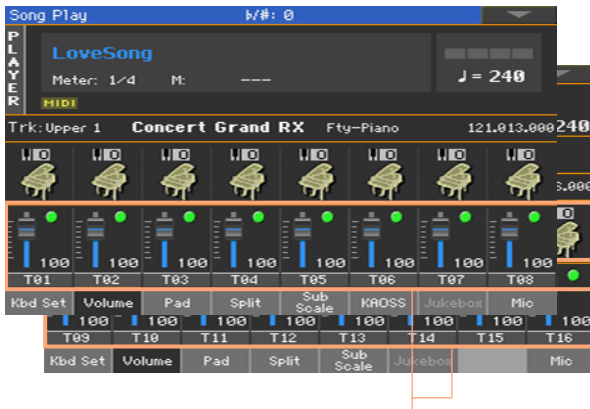 Song Play ♭/#: 0
PLAYER
LoveSong
Meter: 1/4 M: ---
♩= 240
MIDI
Trk: Upper 1 Concert Grand RX Fty-Piano 121.013.000
240
5.000
100 100 100 100 100 100 100 100
T01 T02 T03 T04 T05 T06 T07 T08
Kbd Set Volume Pad Split Sub Scale KAOSS Jukebox Mic
100 100 100 100 100 100 100 100
T09 T10 T11 T12 T13 T14 T15 T16
Kbd Set Volume Pad Split Sub Scale Jukebox Mic